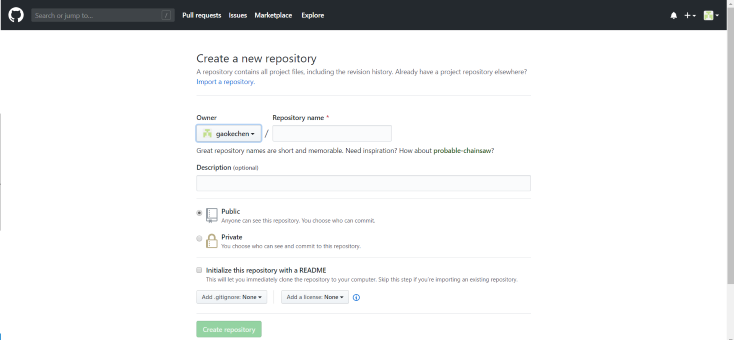 Search or jump to... / Pull requests Issues Marketplace Explore
Create a new repository
A repository contains all project files, including the revision history. Already have a project repository elsewhere?
Import a repository.
Owner Repository name *
gaokechen /
Great repository names are short and memorable. Need inspiration? How about probable-chainsaw?
Description (optional)
Public
Anyone can see this repository. You choose who can commit.
Private
You choose who can see and commit to this repository.
Initialize this repository with a README
This will let you immediately clone the repository to your computer. Skip this step if you're importing an existing repository.
Add .gitignore: None Add a license: None
Create repository